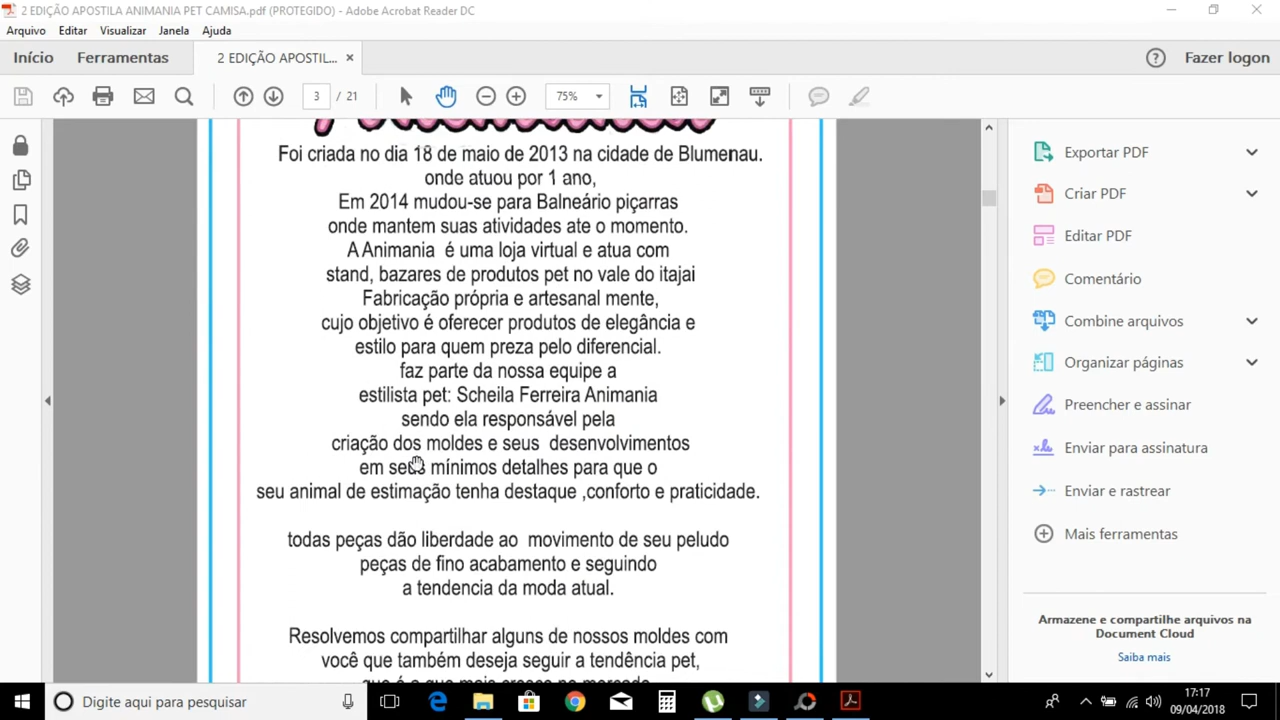 2 EDIÇÃO APOSTILA ANIMANIA PET CAMISA.pdf (PROTEGIDO) - Adobe Acrobat Reader DC
Arquivo Editar Visualizar Janela Ajuda
Início Ferramentas 2 EDIÇÃO APOSTIL... × Fazer logon
3 / 21 75%
Foi criada no dia 18 de maio de 2013 na cidade de Blumenau.
onde atuou por 1 ano,
Em 2014 mudou-se para Balneário piçarras
onde mantem suas atividades ate o momento.
A Animania é uma loja virtual e atua com
stand, bazares de produtos pet no vale do itajai
Fabricação própria e artesanal mente,
cujo objetivo é oferecer produtos de elegância e
estilo para quem preza pelo diferencial.
faz parte da nossa equipe a
estilista pet: Scheila Ferreira Animania
sendo ela responsável pela
criação dos moldes e seus desenvolvimentos
em seus mínimos detalhes para que o
seu animal de estimação tenha destaque ,conforto e praticidade.
todas peças dão liberdade ao movimento de seu peludo
peças de fino acabamento e seguindo
a tendencia da moda atual.
Resolvemos compartilhar alguns de nossos moldes com
você que também deseja seguir a tendência pet,
que é a que mais cresce no mercado
Exportar PDF
Criar PDF
Editar PDF
Comentário
Combine arquivos
Organizar páginas
Preencher e assinar
Enviar para assinatura
Enviar e rastrear
Mais ferramentas
Armazene e compartilhe arquivos na
Document Cloud
Saiba mais
Digite aqui para pesquisar
17:17
09/04/2018